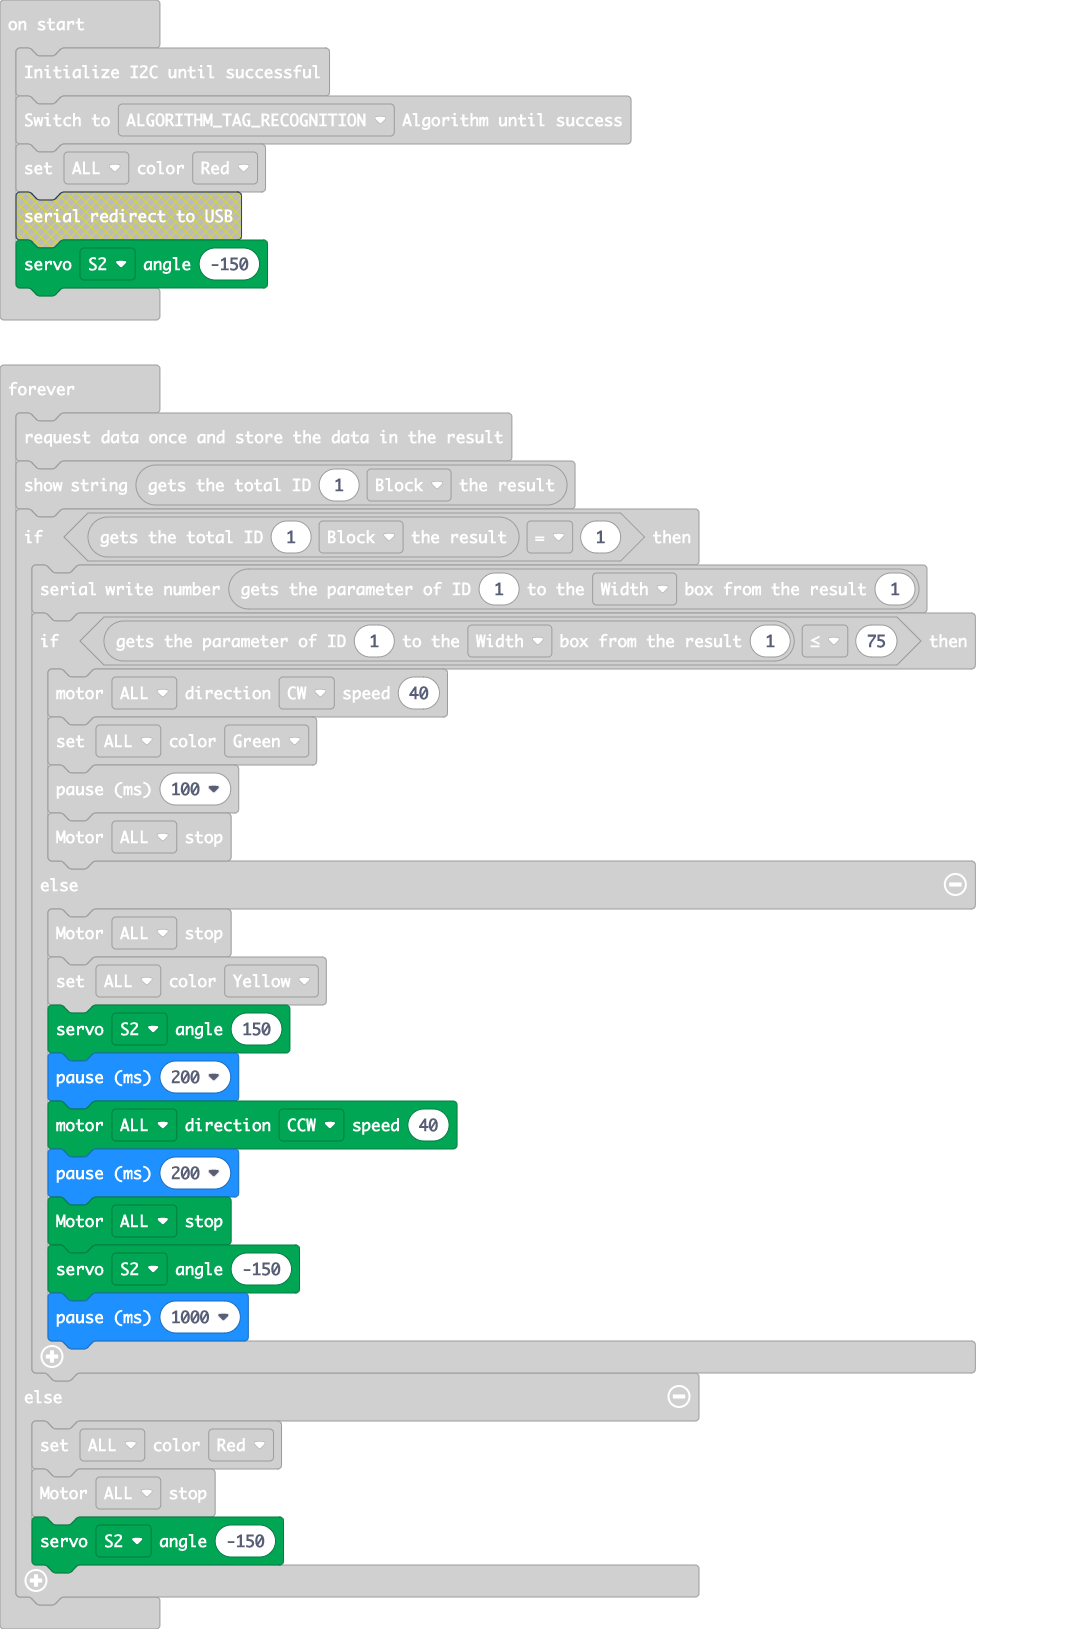 on start
Initialize I2C until successful
Switch to ALGORITHM_TAG_RECOGNITION Algorithm until success
set ALL color Red
serial redirect to USB
servo S2 angle -150
forever
request data once and store the data in the result
show string gets the total ID 1 Block the result
if gets the total ID 1 Block the result = 1 then
serial write number gets the parameter of ID 1 to the Width box from the result 1
if gets the parameter of ID 1 to the Width box from the result 1 ≤ 75 then
motor ALL direction CW speed 40
set ALL color Green
pause (ms) 100
Motor ALL stop
else
Motor ALL stop
set ALL color Yellow
servo S2 angle 150
pause (ms) 200
motor ALL direction CCW speed 40
pause (ms) 200
Motor ALL stop
servo S2 angle -150
pause (ms) 1000
else
set ALL color Red
Motor ALL stop
servo S2 angle -150